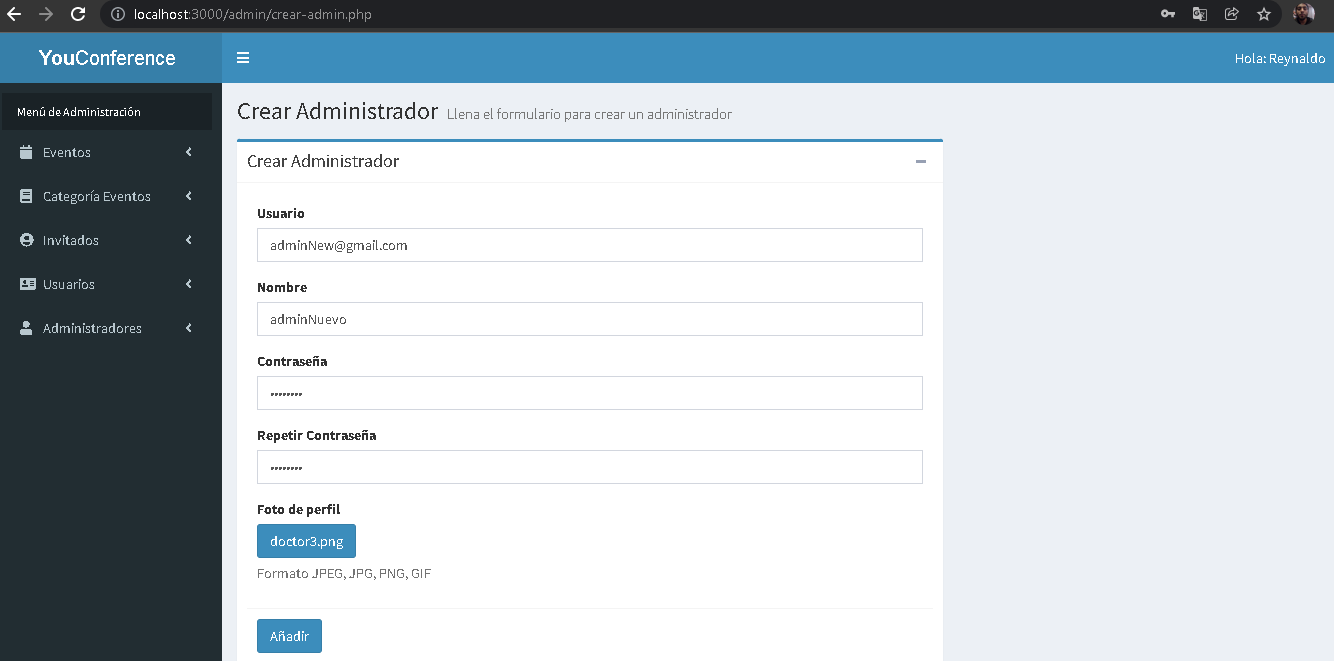 localhost:3000/admin/crear-admin.php
YouConference
Hola: Reynaldo
Menú de Administración
Eventos
Categoría Eventos
Invitados
Usuarios
Administradores
Crear Administrador Llena el formulario para crear un administrador
Crear Administrador
Usuario
adminNew@gmail.com
Nombre
adminNuevo
Contraseña
••••••••
Repetir Contraseña
••••••••
Foto de perfil
doctor3.png
Formato JPEG, JPG, PNG, GIF
Añadir